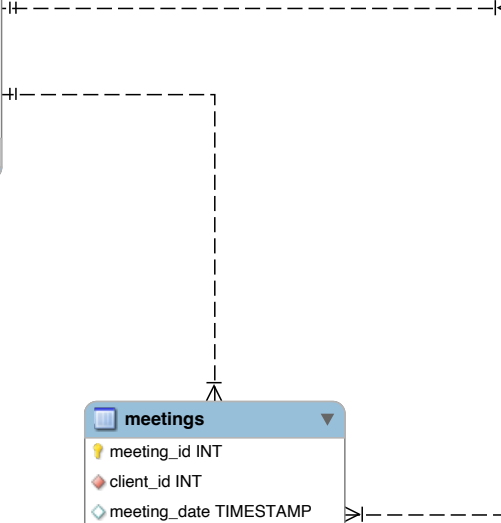 meetings
meeting_id INT
client_id INT
meeting_date TIMESTAMP